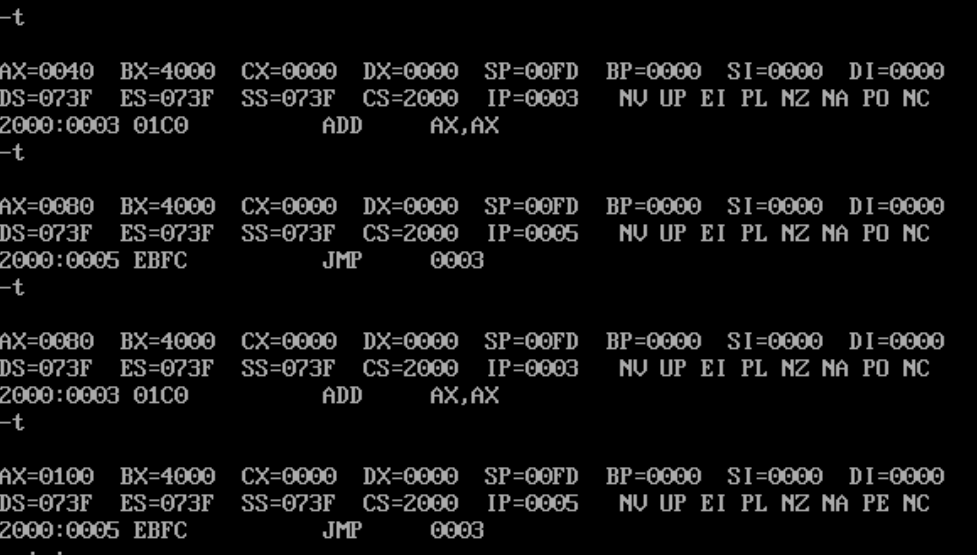 -t
AX=0040 BX=4000 CX=0000 DX=0000 SP=00FD BP=0000 SI=0000 DI=0000
DS=073F ES=073F SS=073F CS=2000 IP=0003 NV UP EI PL NZ NA PO NC
2000:0003 01C0 ADD AX,AX
-t
AX=0080 BX=4000 CX=0000 DX=0000 SP=00FD BP=0000 SI=0000 DI=0000
DS=073F ES=073F SS=073F CS=2000 IP=0005 NV UP EI PL NZ NA PO NC
2000:0005 EBFC JMP 0003
-t
AX=0080 BX=4000 CX=0000 DX=0000 SP=00FD BP=0000 SI=0000 DI=0000
DS=073F ES=073F SS=073F CS=2000 IP=0003 NV UP EI PL NZ NA PO NC
2000:0003 01C0 ADD AX,AX
-t
AX=0100 BX=4000 CX=0000 DX=0000 SP=00FD BP=0000 SI=0000 DI=0000
DS=073F ES=073F SS=073F CS=2000 IP=0005 NV UP EI PL NZ NA PE NC
2000:0005 EBFC JMP 0003